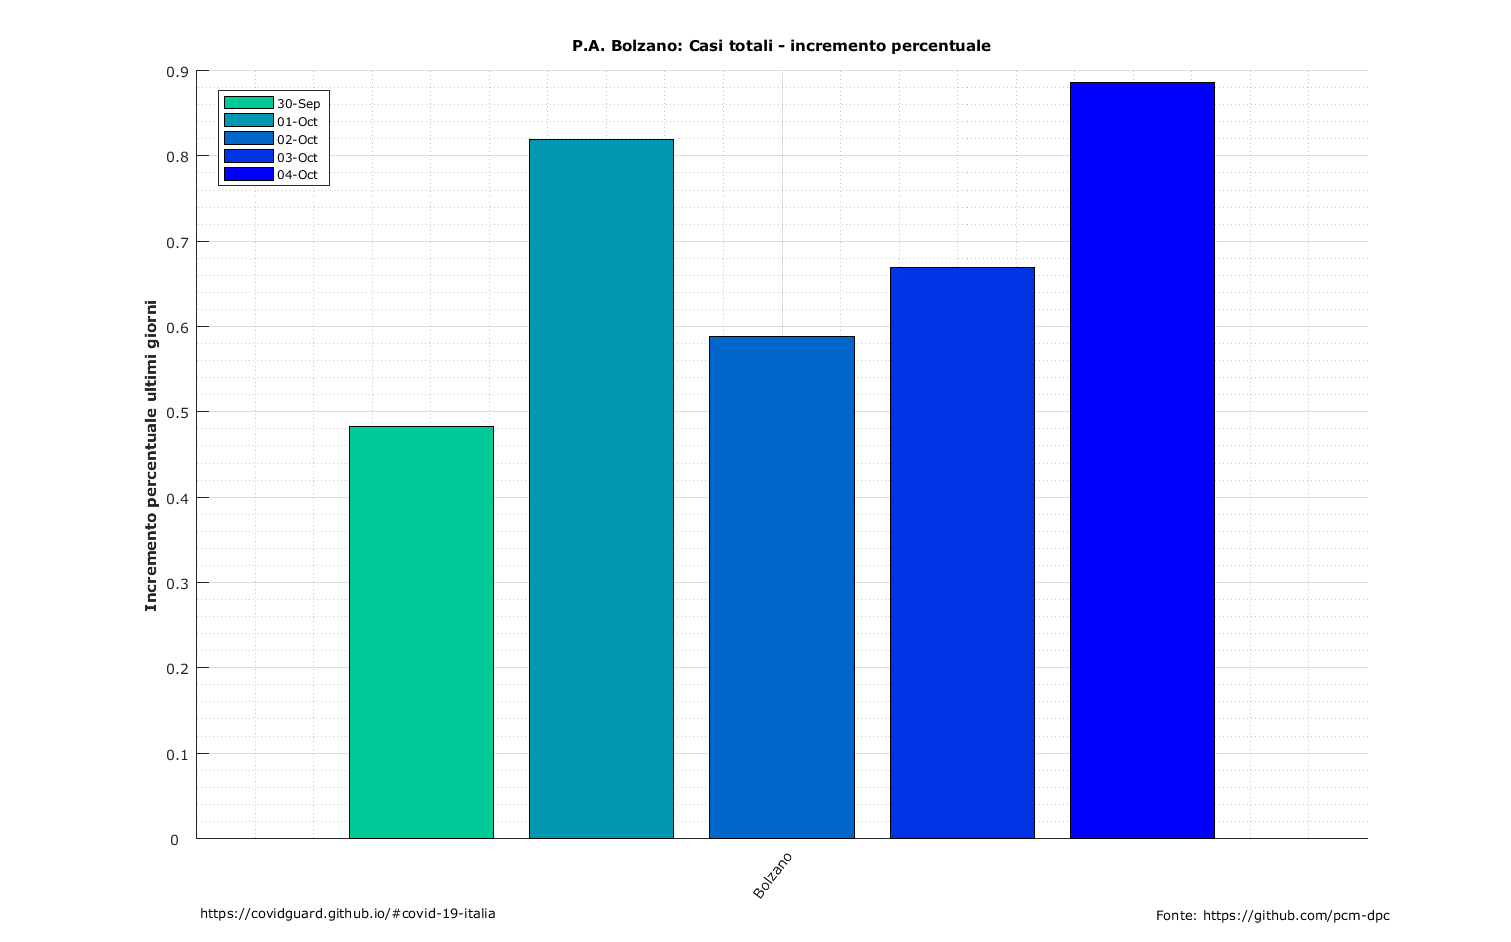 P.A. Bolzano: Casi totali - incremento percentuale
0.9
0.8
0.7
0.6
0.5
0.4
0.3
0.2
0.1
0
Incremento percentuale ultimi giorni
30-Sep
01-Oct
02-Oct
03-Oct
04-Oct
Bolzano
https://covidguard.github.io/#covid-19-italia
Fonte: https://github.com/pcm-dpc